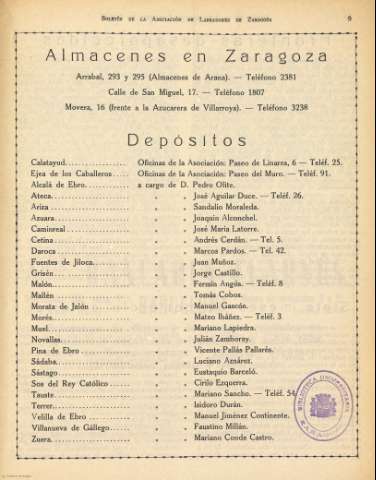 BOLETÍN DE LA ASOCIACIÓN DE LABRADORES DE ZARAGOZA 9
Almacenes en Zaragoza
Arrabal, 293 y 295 (Almacenes de Arana). — Teléfono 2381
Calle de San Miguel, 17. — Teléfono 1807
Movera, 16 (frente a la Azucarera de Villarroya). — Teléfono 3238
Depósitos
Calatayud.................. Oficinas de la Asociación: Paseo de Linares, 6 — Teléf. 25.
Ejea de los Caballeros..... Oficinas de la Asociación: Paseo del Muro. — Teléf. 91.
Alcalá de Ebro............. a cargo de D. Pedro Olite.
Ateca...................... » » José Aguilar Duce. — Teléf. 26.
Ariza...................... » » Sandalio Moraleda.
Azuara..................... » » Joaquín Alconchel.
Caminreal.................. » » José María Latorre.
Cetina..................... » » Andrés Cerdán. — Tel. 5.
Daroca..................... » » Marcos Pardos. — Tel. 42.
Fuentes de Jiloca.......... » » Juan Muñoz.
Grisén..................... » » Jorge Castillo.
Malón...................... » » Fermín Angós. — Teléf. 8
Mallén..................... » » Tomás Cobos.
Morata de Jalón............ » » Manuel Gascón.
Morés...................... » » Mateo Ibáñez. — Teléf. 3
Muel....................... » » Mariano Lapiedra.
Novallas................... » » Julián Zamboray.
Pina de Ebro............... » » Vicente Pallás Pallarés.
Sádaba..................... » » Luciano Aznárez.
Sástago.................... » » Eustaquio Barceló.
Sos del Rey Católico....... » » Cirilo Ezquerra.
Tauste..................... » » Mariano Sancho. — Teléf. 54.
Terrer..................... » » Isidoro Durán.
Velilla de Ebro............ » » Manuel Jiménez Continente.
Villanueva de Gállego...... » » Faustino Millán.
Zuera...................... » » Mariano Conde Castro.
BIBLIOTECA UNIVERSITARIA
ZARAGOZA